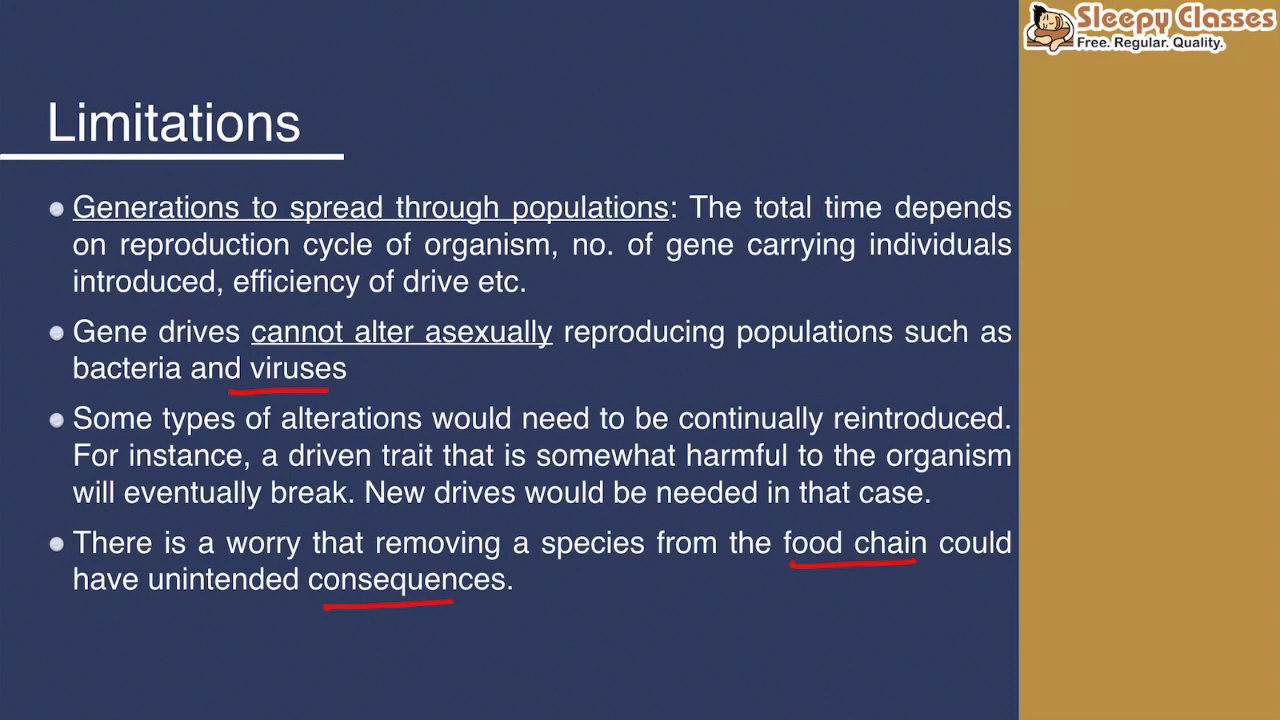 Sleepy Classes
Free. Regular. Quality.
Limitations
Generations to spread through populations: The total time depends
on reproduction cycle of organism, no. of gene carrying individuals
introduced, efficiency of drive etc.
Gene drives cannot alter asexually reproducing populations such as
bacteria and viruses
Some types of alterations would need to be continually reintroduced.
For instance, a driven trait that is somewhat harmful to the organism
will eventually break. New drives would be needed in that case.
There is a worry that removing a species from the food chain could
have unintended consequences.